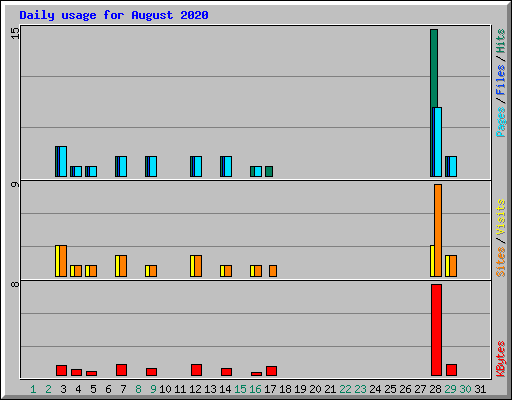 Daily usage for August 2020
15
Pages / Files / Hits
9
Sites / Visits
8
KBytes
1 2 3 4 5 6 7 8 9 10 11 12 13 14 15 16 17 18 19 20 21 22 23 24 25 26 27 28 29 30 31